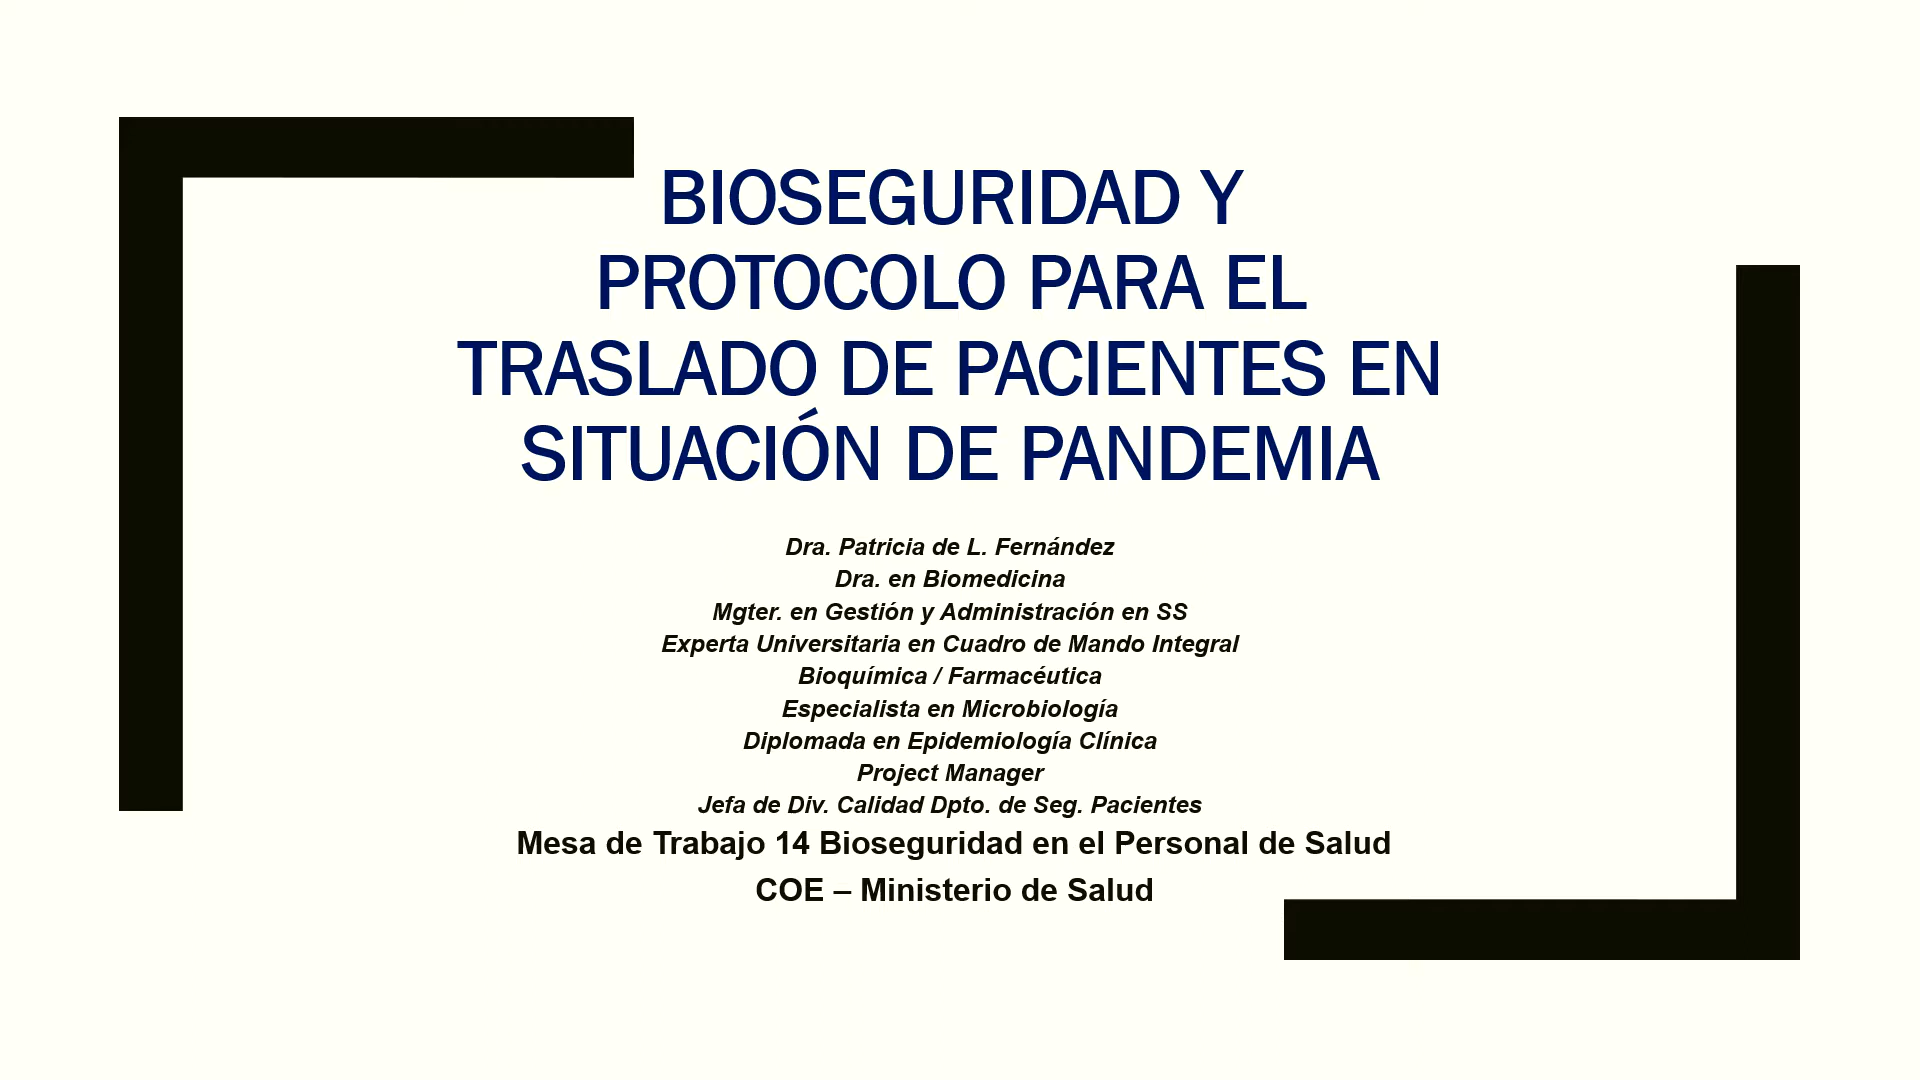 BIOSEGURIDAD Y
PROTOCOLO PARA EL
TRASLADO DE PACIENTES EN
SITUACIÓN DE PANDEMIA
Dra. Patricia de L. Fernández
Dra. en Biomedicina
Mgter. en Gestión y Administración en SS
Experta Universitaria en Cuadro de Mando Integral
Bioquímica / Farmacéutica
Especialista en Microbiología
Diplomada en Epidemiología Clínica
Project Manager
Jefa de Div. Calidad Dpto. de Seg. Pacientes
Mesa de Trabajo 14 Bioseguridad en el Personal de Salud
COE – Ministerio de Salud